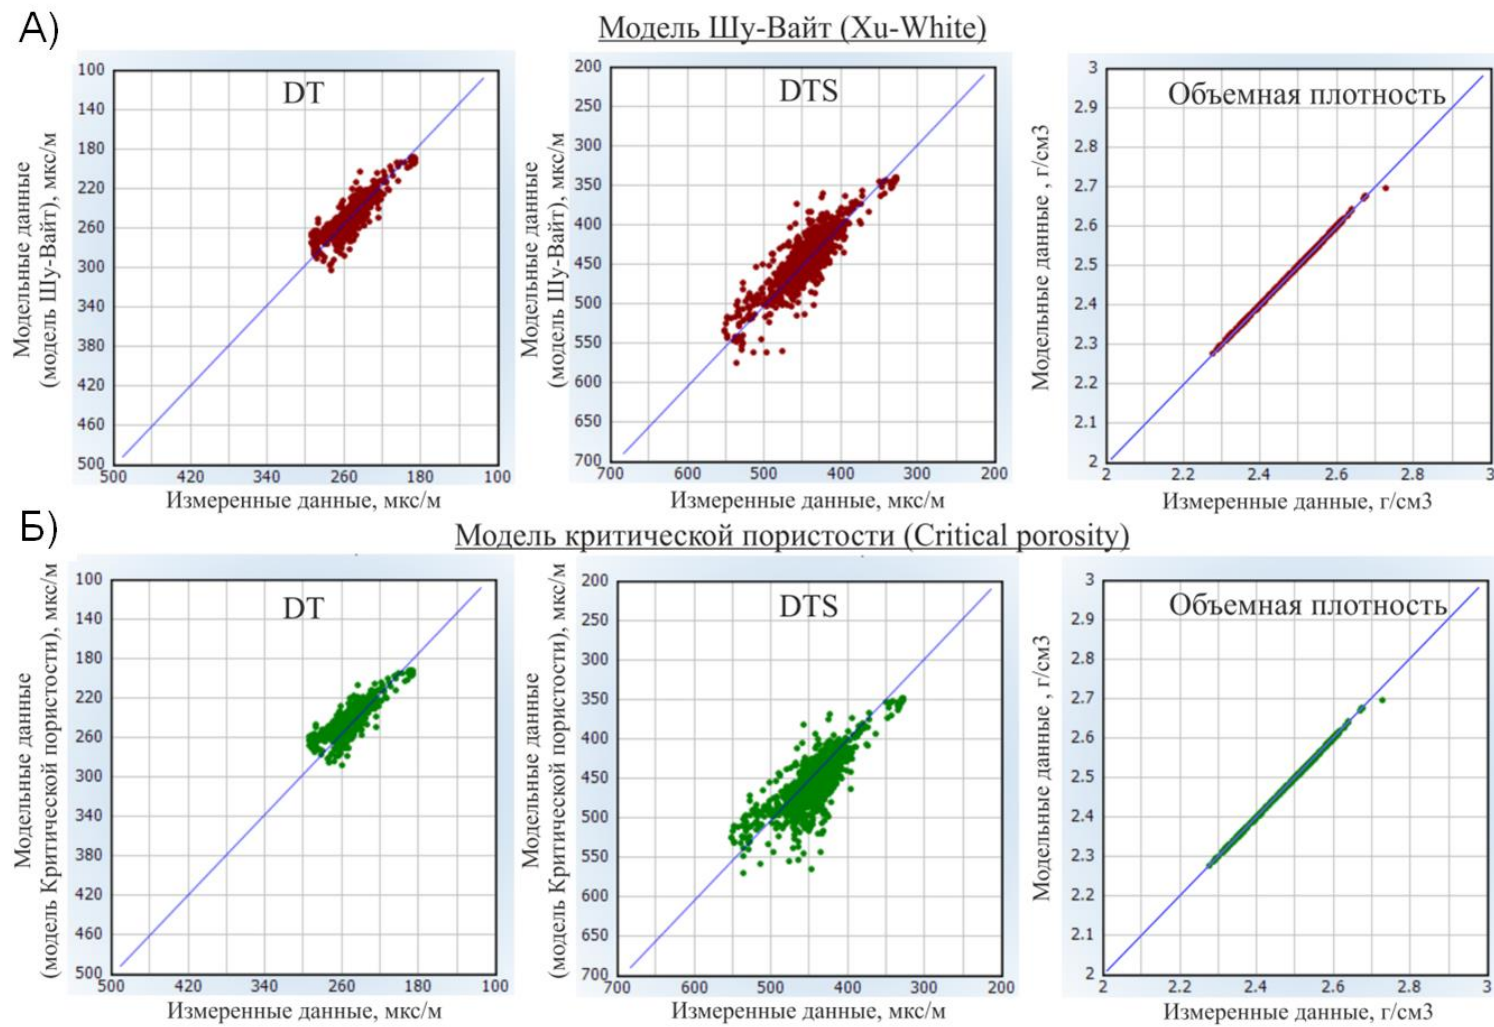 А)
Модель Шу-Вайт (Xu-White)
DT
100
140
180
220
260
300
340
380
420
460
500
500 420 340 260 180 100
Модельные данные
(модель Шу-Вайт), мкс/м
Измеренные данные, мкс/м
DTS
200
250
300
350
400
450
500
550
600
650
700
700 600 500 400 300 200
Модельные данные
(модель Шу-Вайт), мкс/м
Измеренные данные, мкс/м
Объемная плотность
3
2.9
2.8
2.7
2.6
2.5
2.4
2.3
2.2
2.1
2
2 2.2 2.4 2.6 2.8 3
Модельные данные , г/см3
Измеренные данные, г/см3
Б)
Модель критической пористости (Critical porosity)
DT
100
140
180
220
260
300
340
380
420
460
500
500 420 340 260 180 100
Модельные данные
(модель Критической пористости), мкс/м
Измеренные данные, мкс/м
DTS
200
250
300
350
400
450
500
550
600
650
700
700 600 500 400 300 200
Модельные данные
(модель Критической пористости), мкс/м
Измеренные данные, мкс/м
Объемная плотность
3
2.9
2.8
2.7
2.6
2.5
2.4
2.3
2.2
2.1
2
2 2.2 2.4 2.6 2.8 3
Модельные данные , г/см3
Измеренные данные, г/см3